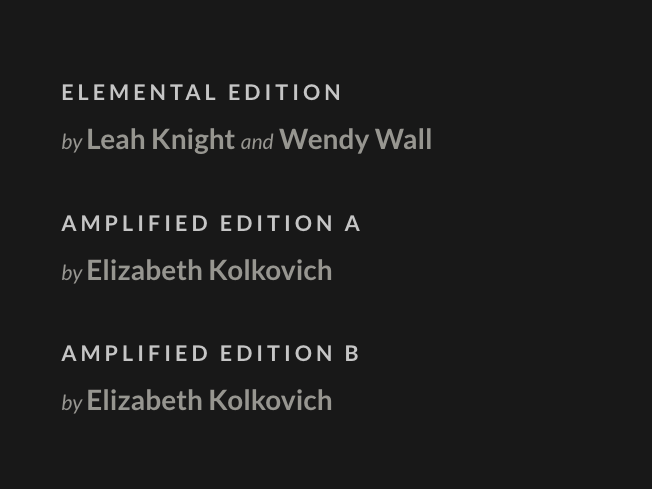 ELEMENTAL EDITION
by Leah Knight and Wendy Wall
AMPLIFIED EDITION A
by Elizabeth Kolkovich
AMPLIFIED EDITION B
by Elizabeth Kolkovich